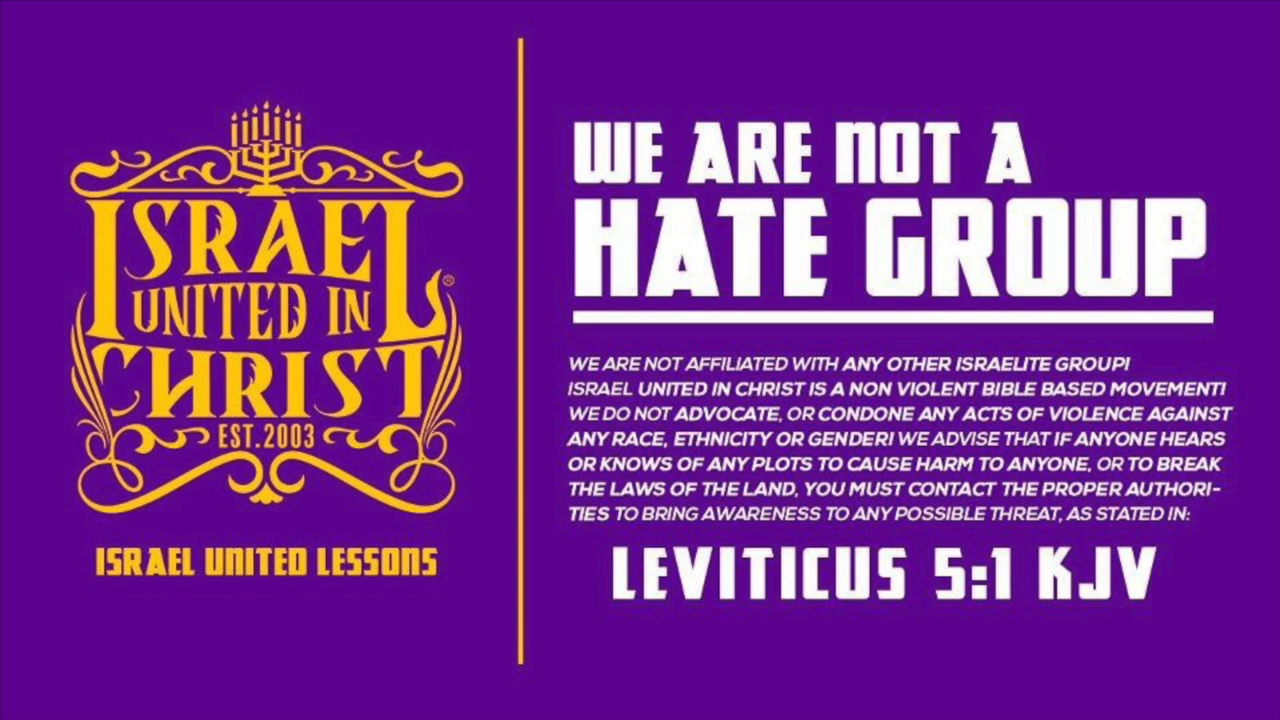 ISRAEL
UNITED IN
CHRIST
EST.2003
ISRAEL UNITED LESSONS
WE ARE NOT A
HATE GROUP
WE ARE NOT AFFILIATED WITH ANY OTHER ISRAELITE GROUP!
ISRAEL UNITED IN CHRIST IS A NON VIOLENT BIBLE BASED MOVEMENT!
WE DO NOT ADVOCATE, OR CONDONE ANY ACTS OF VIOLENCE AGAINST
ANY RACE, ETHNICITY OR GENDER! WE ADVISE THAT IF ANYONE HEARS
OR KNOWS OF ANY PLOTS TO CAUSE HARM TO ANYONE, OR TO BREAK
THE LAWS OF THE LAND, YOU MUST CONTACT THE PROPER AUTHORI-
TIES TO BRING AWARENESS TO ANY POSSIBLE THREAT, AS STATED IN:
LEVITICUS 5:1 KJV